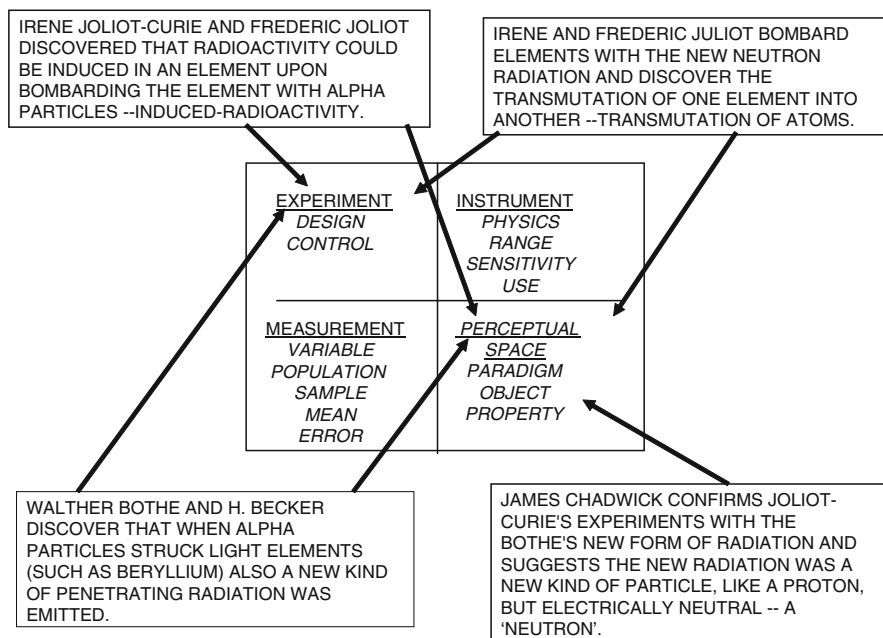 IRENE JOLIOT-CURIE AND FREDERIC JOLIOT
DISCOVERED THAT RADIOACTIVITY COULD
BE INDUCED IN AN ELEMENT UPON
BOMBARDING THE ELEMENT WITH ALPHA
PARTICLES --INDUCED-RADIOACTIVITY.
IRENE AND FREDERIC JULIOT BOMBARD
ELEMENTS WITH THE NEW NEUTRON
RADIATION AND DISCOVER THE
TRANSMUTATION OF ONE ELEMENT INTO
ANOTHER --TRANSMUTATION OF ATOMS.
EXPERIMENT
DESIGN
CONTROL
INSTRUMENT
PHYSICS
RANGE
SENSITIVITY
USE
MEASUREMENT
VARIABLE
POPULATION
SAMPLE
MEAN
ERROR
PERCEPTUAL
SPACE
PARADIGM
OBJECT
PROPERTY
WALTHER BOTHE AND H. BECKER
DISCOVER THAT WHEN ALPHA
PARTICLES STRUCK LIGHT ELEMENTS
(SUCH AS BERYLLIUM) ALSO A NEW KIND
OF PENETRATING RADIATION WAS
EMITTED.
JAMES CHADWICK CONFIRMS JOLIOT-
CURIE'S EXPERIMENTS WITH THE
BOTHE'S NEW FORM OF RADIATION AND
SUGGESTS THE NEW RADIATION WAS A
NEW KIND OF PARTICLE, LIKE A PROTON,
BUT ELECTRICALLY NEUTRAL -- A
‘NEUTRON’.